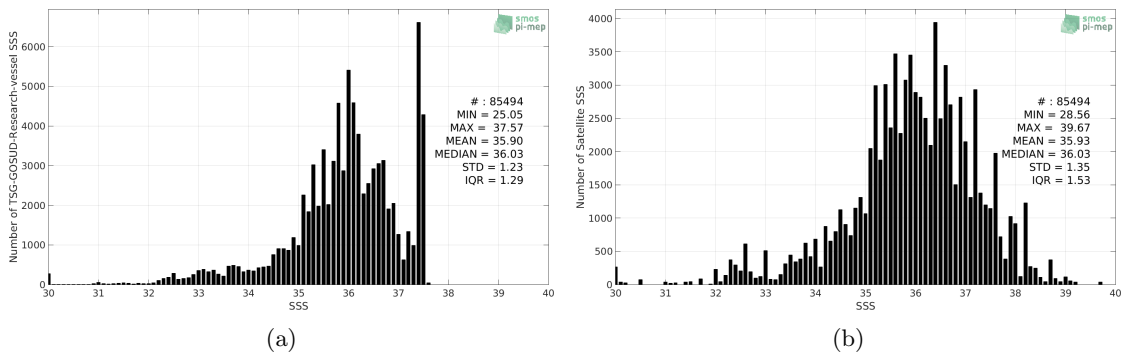 smos
pi-mep
Number of TSG-GOSUD-Research-vessel SSS
6000
5000
4000
3000
2000
1000
0
# : 85494
MIN = 25.05
MAX = 37.57
MEAN = 35.90
MEDIAN = 36.03
STD = 1.23
IQR = 1.29
30 31 32 33 34 35 36 37 38 39 40
SSS
(a)
smos
pi-mep
Number of Satellite SSS
4000
3500
3000
2500
2000
1500
1000
500
0
# : 85494
MIN = 28.56
MAX = 39.67
MEAN = 35.93
MEDIAN = 36.03
STD = 1.35
IQR = 1.53
30 31 32 33 34 35 36 37 38 39 40
SSS
(b)